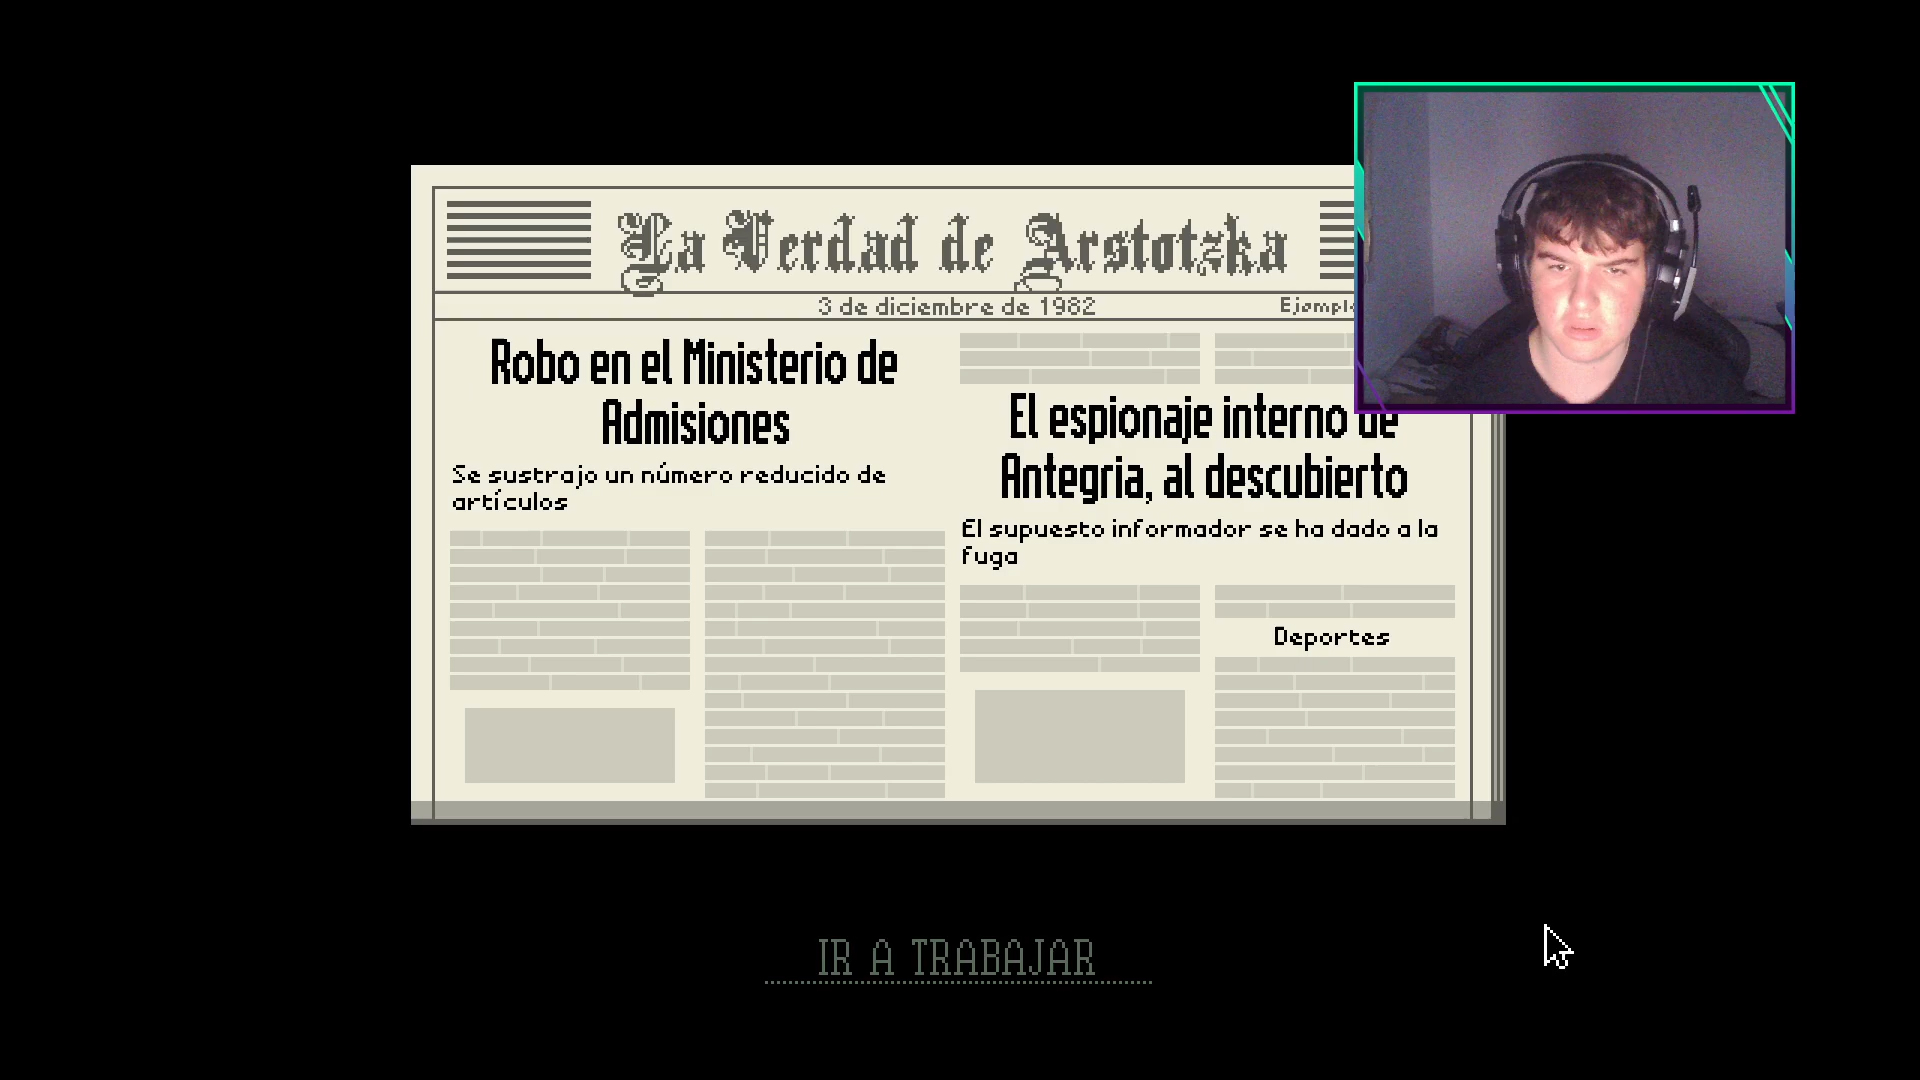 La Verdad de Arstotzka
3 de diciembre de 1982
Robo en el Ministerio de
Admisiones
Se sustrajo un número reducido de
artículos
El espionaje interno de
Antegria, al descubierto
El supuesto informador se ha dado a la
fuga
Deportes
IR A TRABAJAR